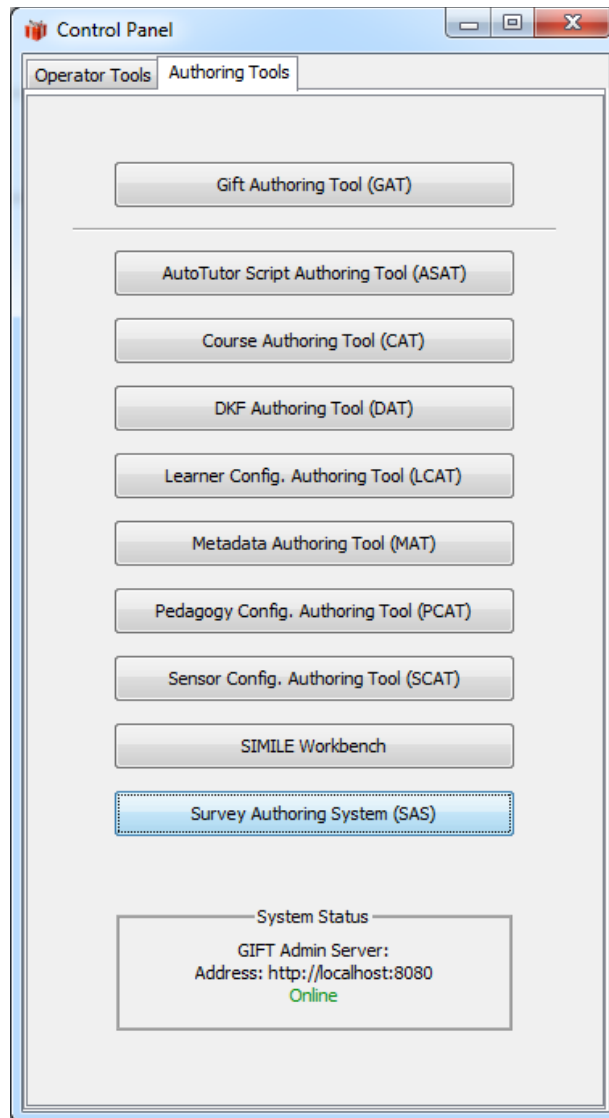 Control Panel
Operator Tools
Authoring Tools
Gift Authoring Tool (GAT)
AutoTutor Script Authoring Tool (ASAT)
Course Authoring Tool (CAT)
DKF Authoring Tool (DAT)
Learner Config. Authoring Tool (LCAT)
Metadata Authoring Tool (MAT)
Pedagogy Config. Authoring Tool (PCAT)
Sensor Config. Authoring Tool (SCAT)
SIMILE Workbench
Survey Authoring System (SAS)
System Status
GIFT Admin Server:
Address: http://localhost:8080
Online